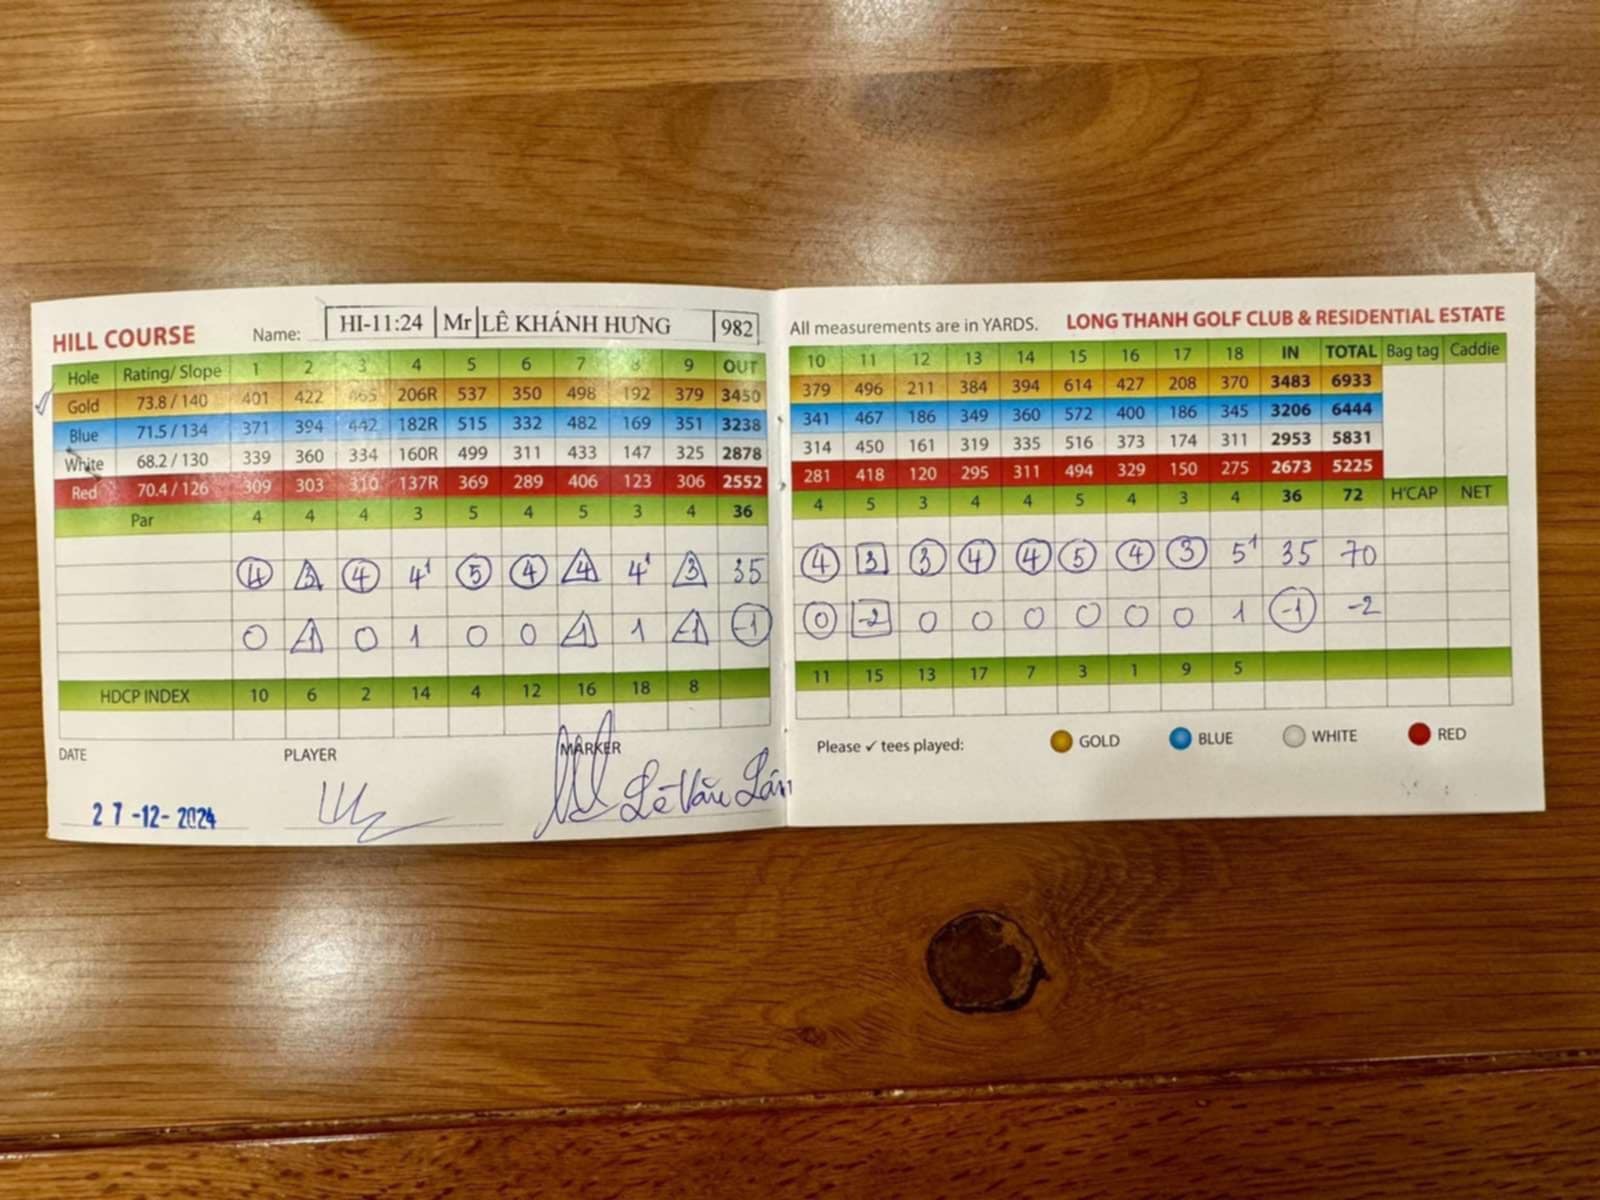 HILL COURSE Name: HI-11:24 Mr LÊ KHÁNH HƯNG 982
Hole Rating/ Slope 1 2 3 4 5 6 7 8 9 OUT
Gold 73.8 / 140 401 422 465 206R 537 350 498 192 379 3450
Blue 71.5 / 134 371 394 442 182R 515 332 482 169 351 3238
White 68.2 / 130 339 360 334 160R 499 311 433 147 325 2878
Red 70.4 / 126 309 303 310 137R 369 289 406 123 306 2552
Par 4 4 4 3 5 4 5 3 4 36
4 3 4 4¹ 5 4 4 4¹ 3 35
0 -1 0 1 0 0 -1 1 -1 -1
HDCP INDEX 10 6 2 14 4 12 16 18 8
DATE PLAYER MARKER
27-12-2024 Lê Văn
All measurements are in YARDS. LONG THANH GOLF CLUB & RESIDENTIAL ESTATE
10 11 12 13 14 15 16 17 18 IN TOTAL Bag tag Caddie
379 496 211 384 394 614 427 208 370 3483 6933
341 467 186 349 360 572 400 186 345 3206 6444
314 450 161 319 335 516 373 174 311 2953 5831
281 418 120 295 311 494 329 150 275 2673 5225
4 5 3 4 4 5 4 3 4 36 72 H'CAP NET
4 3 3 4 4 5 4 3 5¹ 35 70
0 -2 0 0 0 0 0 0 1 -1 -2
11 15 13 17 7 3 1 9 5
Please ✓ tees played: GOLD BLUE WHITE RED